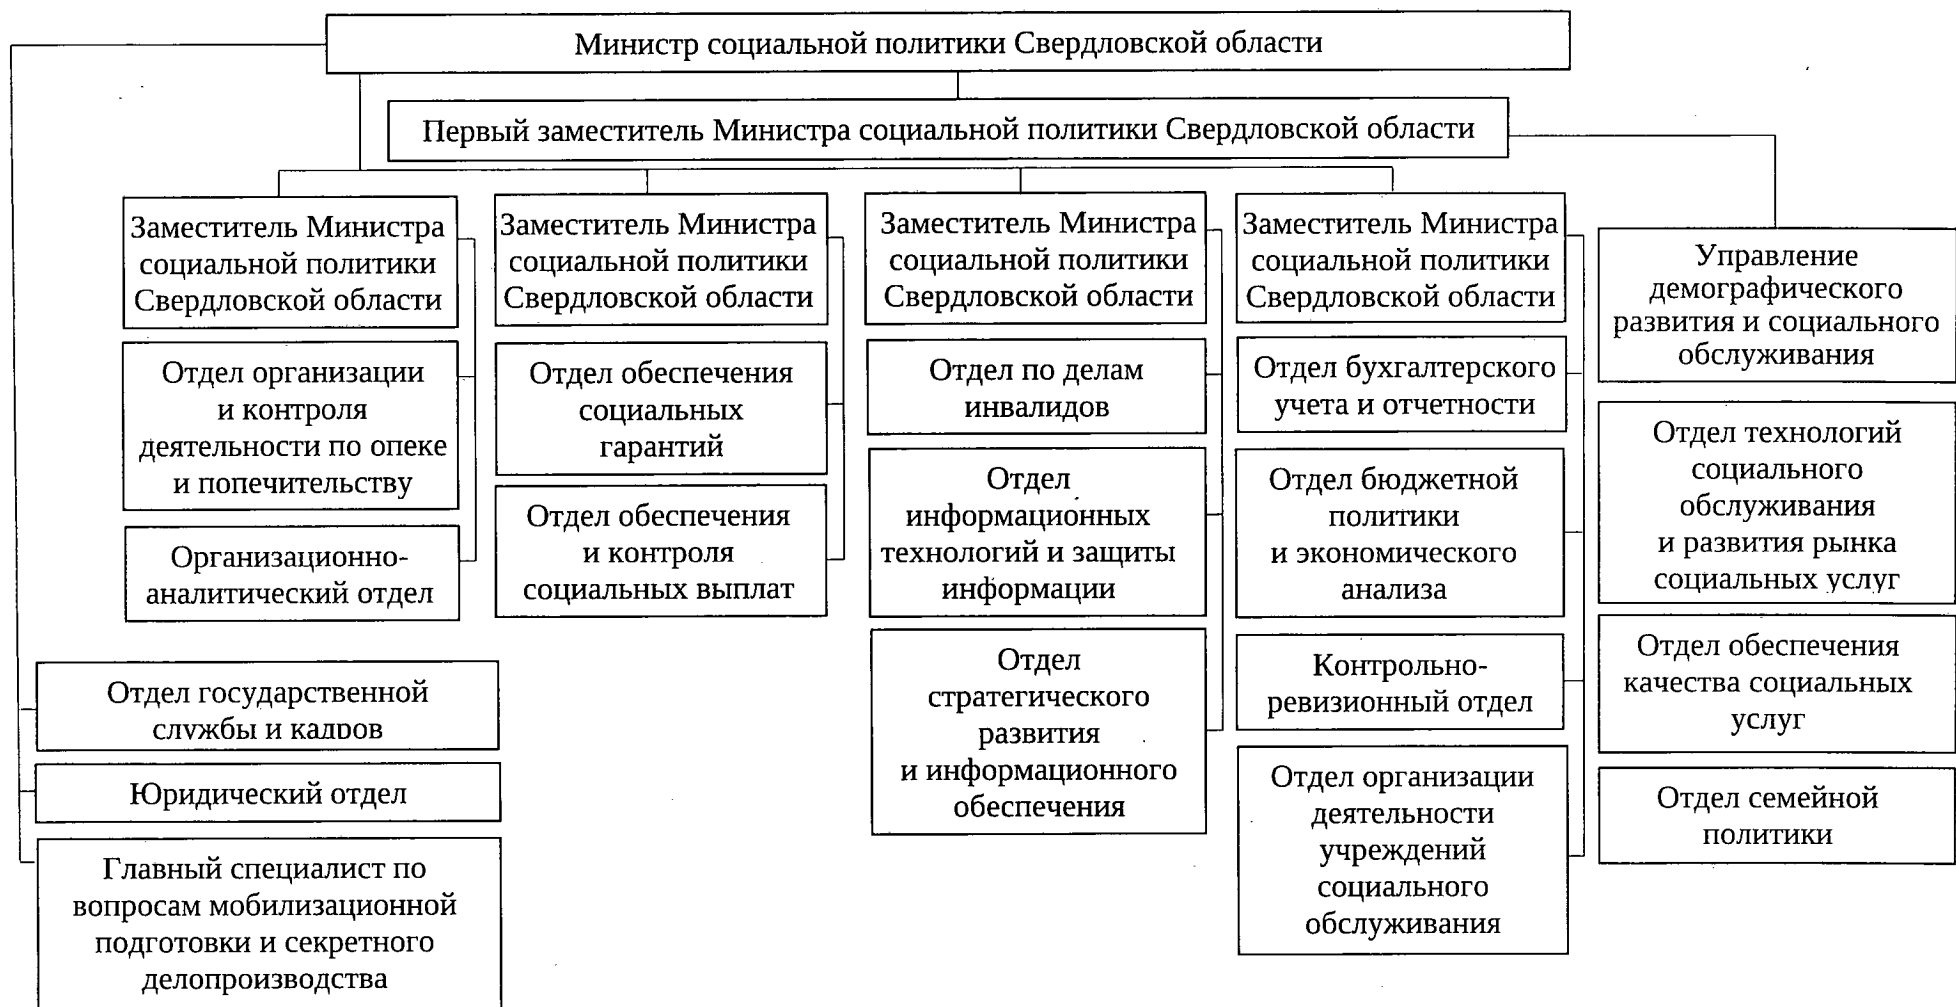 Министр социальной политики Свердловской области
Первый заместитель Министра социальной политики Свердловской области
Заместитель Министра
социальной политики
Свердловской области
Отдел организации
и контроля
деятельности по опеке
и попечительству
Организационно-
аналитический отдел
Заместитель Министра
социальной политики
Свердловской области
Отдел обеспечения
социальных
гарантий
Отдел обеспечения
и контроля
социальных выплат
Заместитель Министра
социальной политики
Свердловской области
Отдел по делам
инвалидов
Отдел
информационных
технологий и защиты
информации
Отдел
стратегического
развития
и информационного
обеспечения
Заместитель Министра
социальной политики
Свердловской области
Отдел бухгалтерского
учета и отчетности
Отдел бюджетной
политики
и экономического
анализа
Контрольно-
ревизионный отдел
Отдел организации
деятельности
учреждений
социального
обслуживания
Управление
демографического
развития и социального
обслуживания
Отдел технологий
социального
обслуживания
и развития рынка
социальных услуг
Отдел обеспечения
качества социальных
услуг
Отдел семейной
политики
Отдел государственной
службы и кадров
Юридический отдел
Главный специалист по
вопросам мобилизационной
подготовки и секретного
делопроизводства